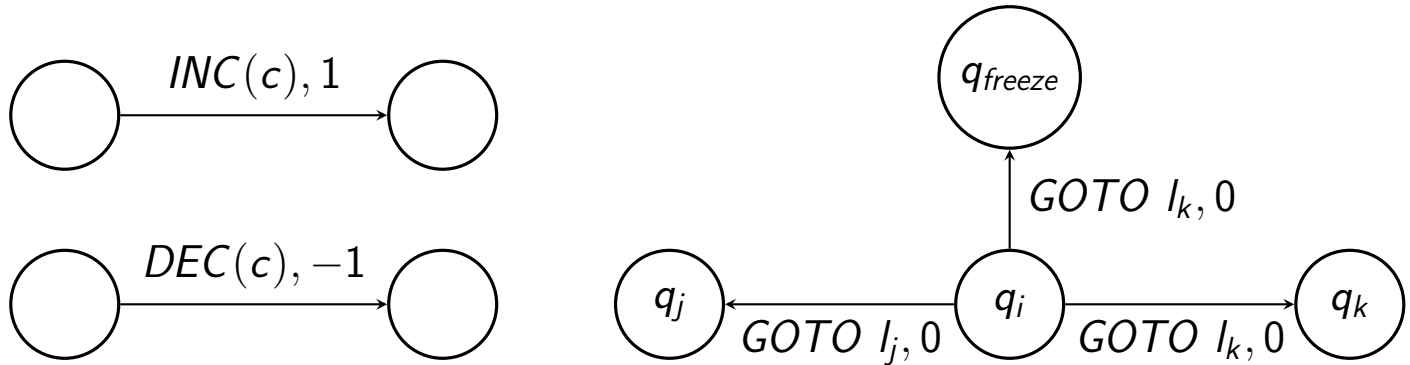 INC(c), 1
DEC(c), −1
q_freeze
GOTO l_k, 0
q_j
GOTO l_j, 0
q_i
GOTO l_k, 0
q_k